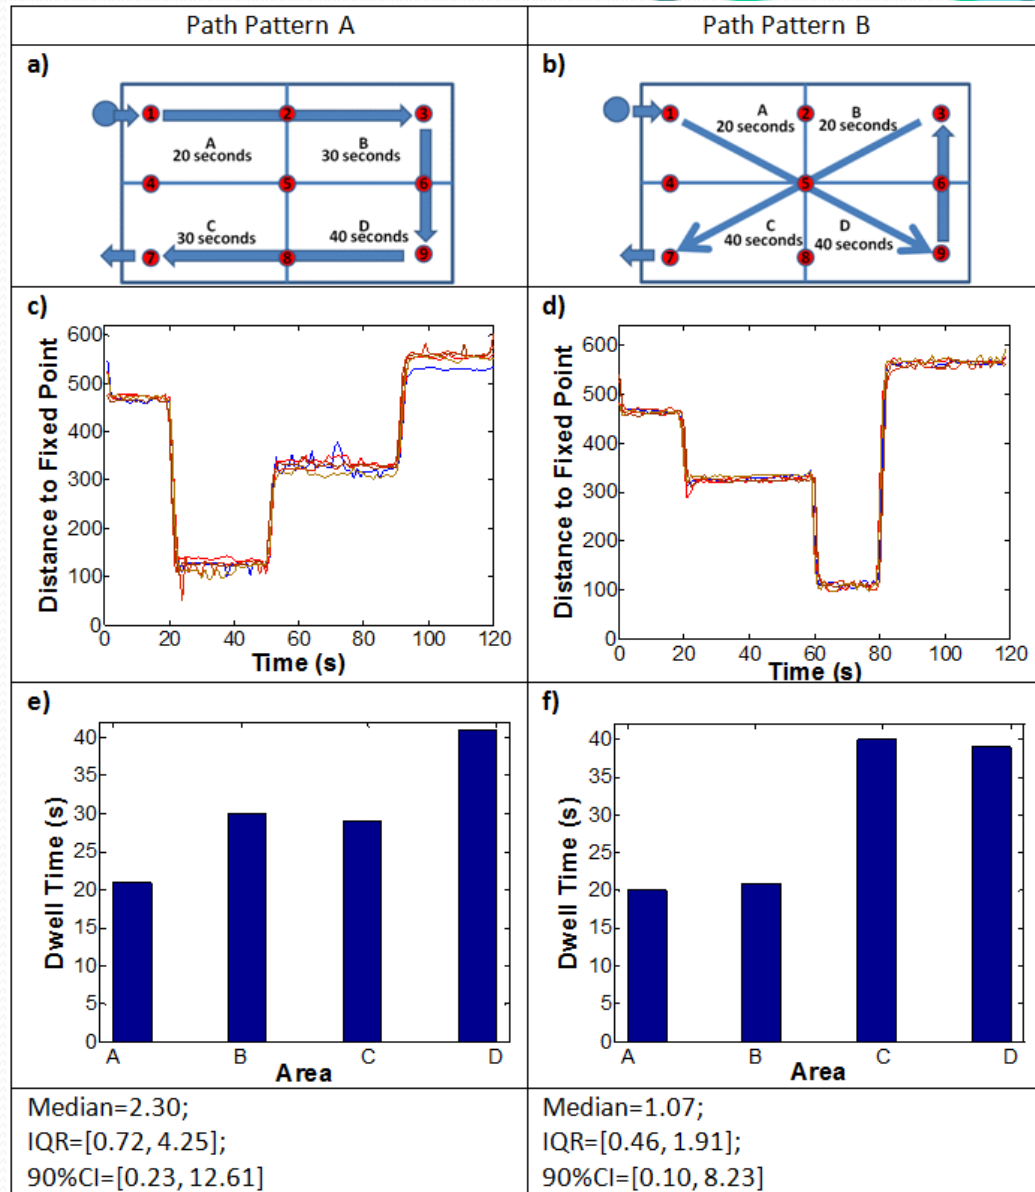 Path Pattern A
Path Pattern B
a)
1
2
3
A
20 seconds
B
30 seconds
4
5
6
C
30 seconds
D
40 seconds
7
8
9
b)
1
2
3
A
20 seconds
B
20 seconds
4
5
6
C
40 seconds
D
40 seconds
7
8
9
c)
Distance to Fixed Point
600
500
400
300
200
100
0
0 20 40 60 80 100 120
Time (s)
d)
Distance to Fixed Point
600
500
400
300
200
100
0
0 20 40 60 80 100 120
Time (s)
e)
Dwell Time (s)
40
35
30
25
20
15
10
5
0
A B C D
Area
f)
Dwell Time (s)
40
35
30
25
20
15
10
5
0
A B C D
Area
Median=2.30;
IQR=[0.72, 4.25];
90%CI=[0.23, 12.61]
Median=1.07;
IQR=[0.46, 1.91];
90%CI=[0.10, 8.23]